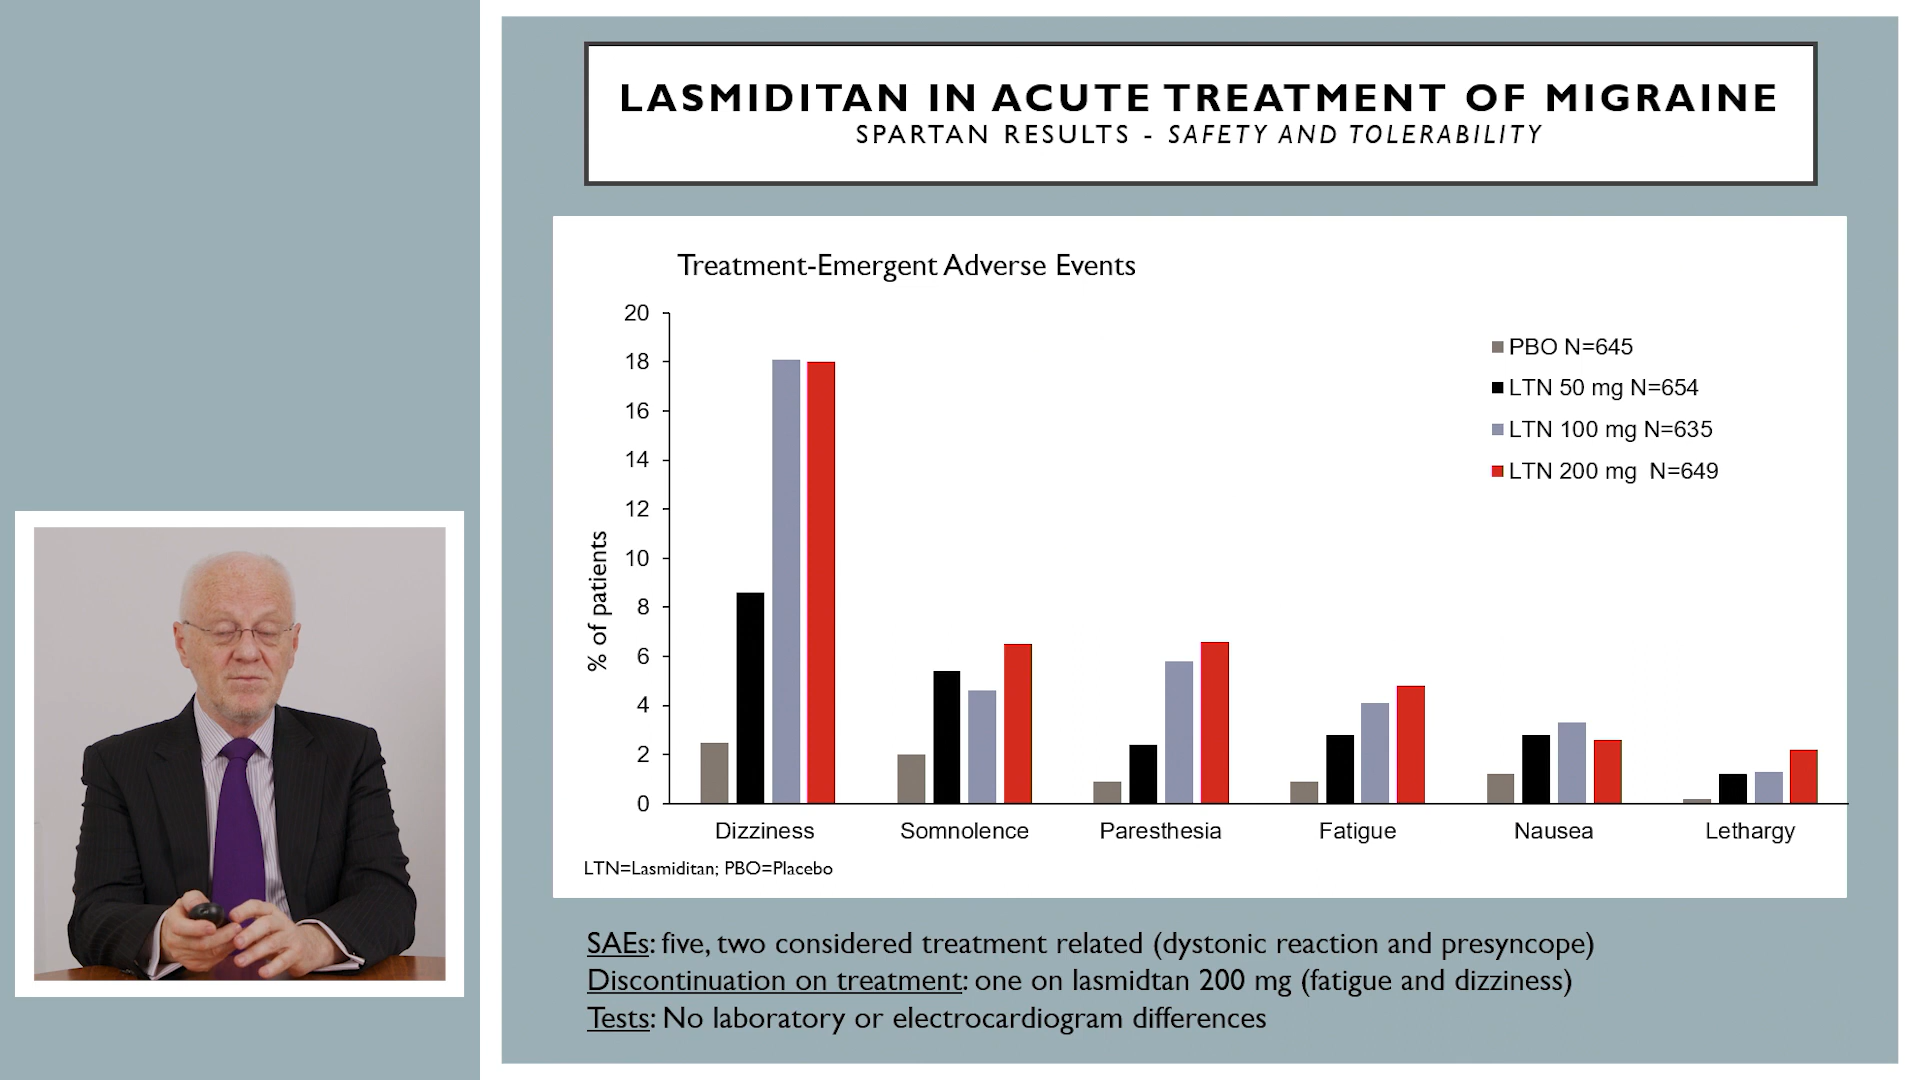 LASMIDITAN IN ACUTE TREATMENT OF MIGRAINE
SPARTAN RESULTS - SAFETY AND TOLERABILITY
Treatment-Emergent Adverse Events
20
18
16
14
12
10
8
6
4
2
0
% of patients
PBO N=645
LTN 50 mg N=654
LTN 100 mg N=635
LTN 200 mg N=649
Dizziness Somnolence Paresthesia Fatigue Nausea Lethargy
LTN=Lasmiditan; PBO=Placebo
SAEs: five, two considered treatment related (dystonic reaction and presyncope)
Discontinuation on treatment: one on lasmidtan 200 mg (fatigue and dizziness)
Tests: No laboratory or electrocardiogram differences